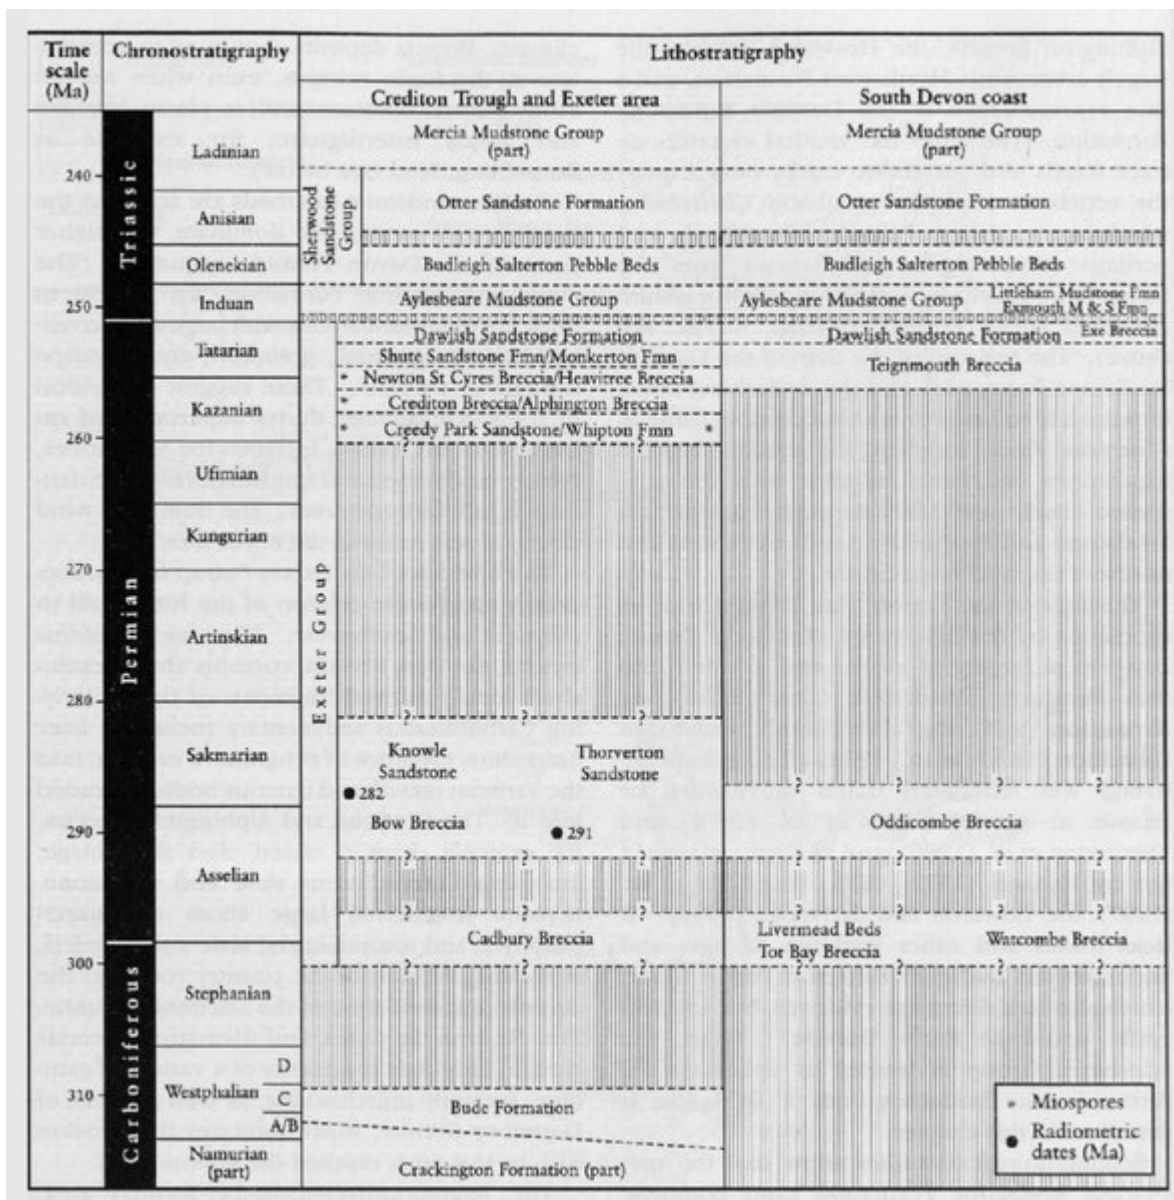 Time scale (Ma)
Chronostratigraphy
Lithostratigraphy
Crediton Trough and Exeter area
South Devon coast
Triassic
Permian
Carboniferous
240
250
260
270
280
290
300
310
Ladinian
Anisian
Olenekian
Induan
Tatarian
Kazanian
Ufimian
Kungurian
Artinskian
Sakmarian
Asselian
Stephanian
Westphalian
D
C
A/B
Namurian
(part)
Sherwood
Sandstone
Group
Exeter Group
Mercia Mudstone Group
(part)
Otter Sandstone Formation
Budleigh Salterton Pebble Beds
Aylesbeare Mudstone Group
Dawlish Sandstone Formation
Shute Sandstone Fmn/Monkerton Fmn
* Newton St Cyres Breccia/Heavitree Breccia
* Crediton Breccia/Alphington Breccia
* Creedy Park Sandstone/Whipton Fmn *
? ? ?
? ? ?
Knowle
Sandstone
Thorverton
Sandstone
282
Bow Breccia
291
? ? ?
? ? ?
Cadbury Breccia
? ? ?
Bude Formation
Crackington Formation (part)
Mercia Mudstone Group
(part)
Otter Sandstone Formation
Budleigh Salterton Pebble Beds
Aylesbeare Mudstone Group
Littleham Mudstone Fmn
Exmouth M & S Fmn
Exe Breccia
Dawlish Sandstone Formation
Teignmouth Breccia
? ? ? ?
Oddicombe Breccia
? ? ? ?
? ? ? ?
Livermead Beds
Tor Bay Breccia
Watcombe Breccia
? ? ? ?
* Miospores
Radiometric
dates (Ma)